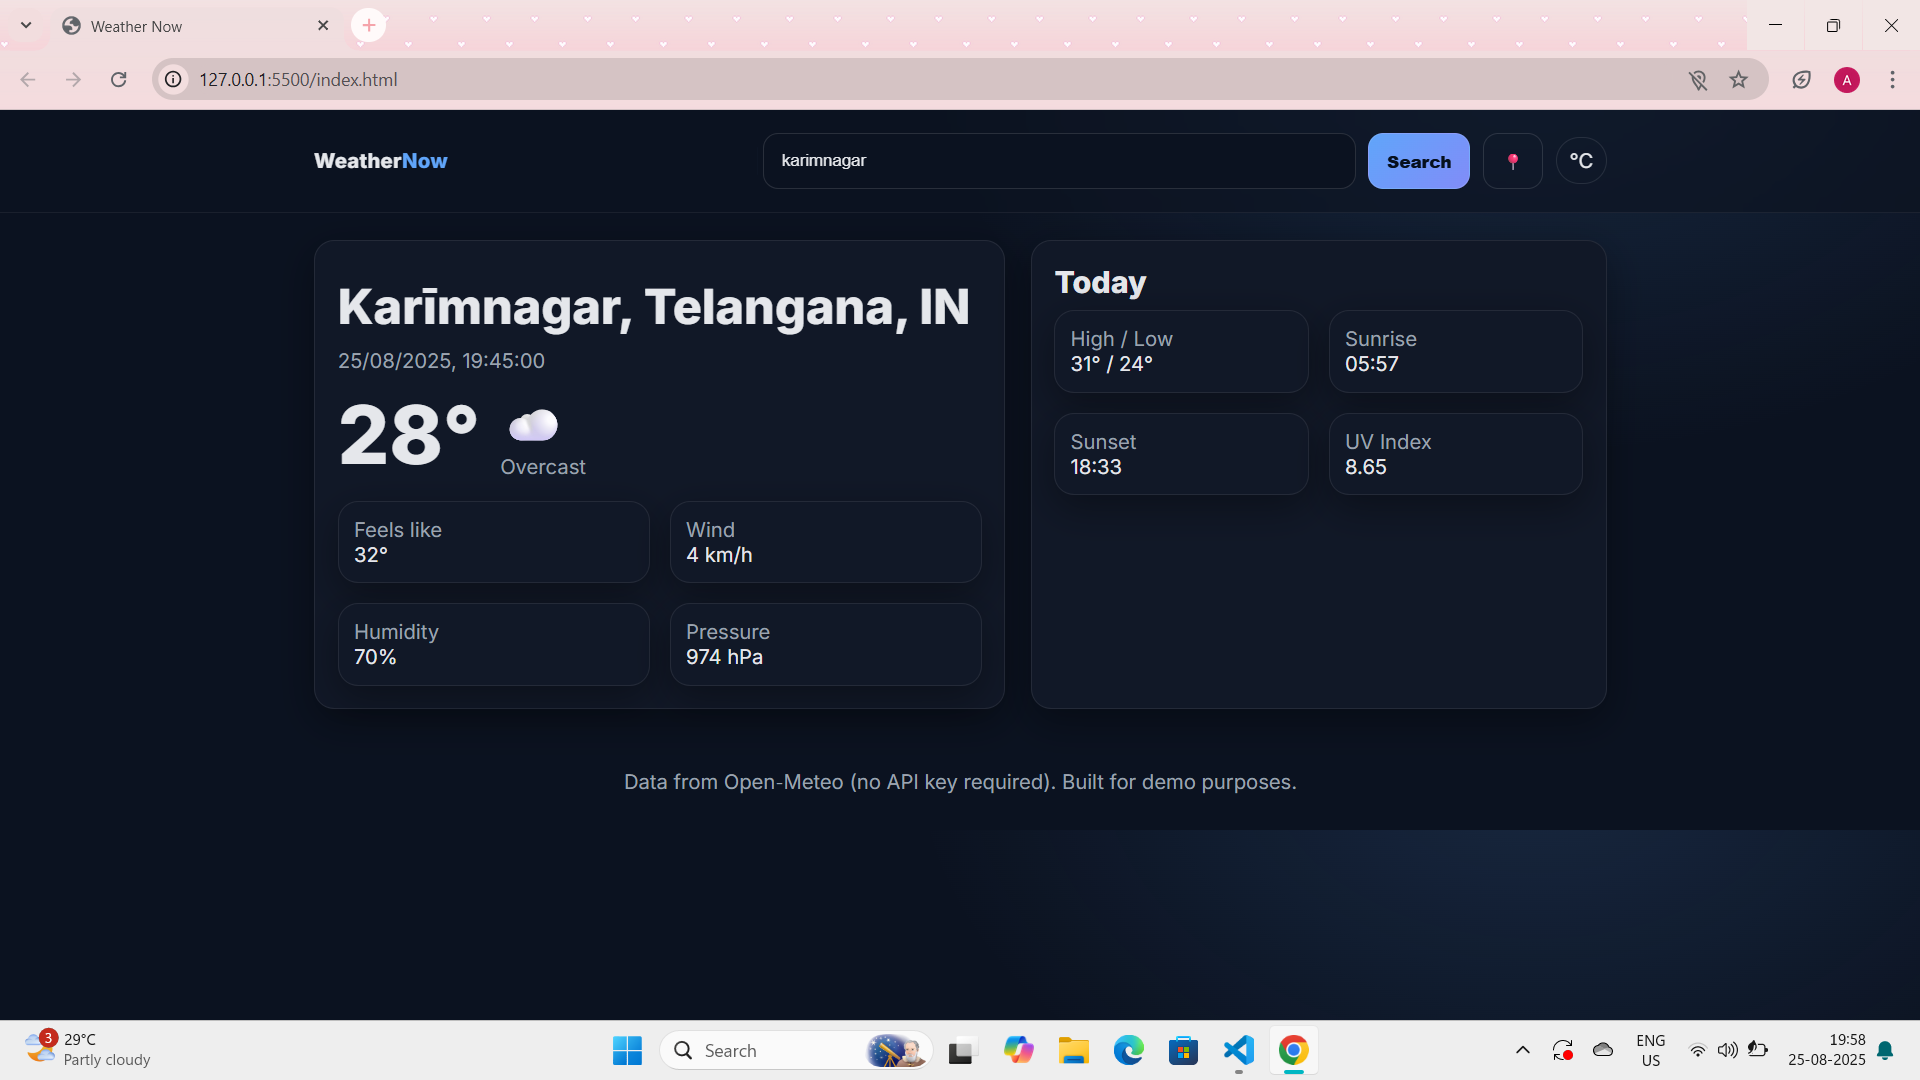 Weather Now
127.0.0.1:5500/index.html
A
WeatherNow
karimnagar
Search
°C
Karīmnagar, Telangana, IN
25/08/2025, 19:45:00
28°
Overcast
Feels like
32°
Wind
4 km/h
Humidity
70%
Pressure
974 hPa
Today
High / Low
31° / 24°
Sunrise
05:57
Sunset
18:33
UV Index
8.65
Data from Open-Meteo (no API key required). Built for demo purposes.
3
29°C
Partly cloudy
Search
ENG
US
19:58
25-08-2025